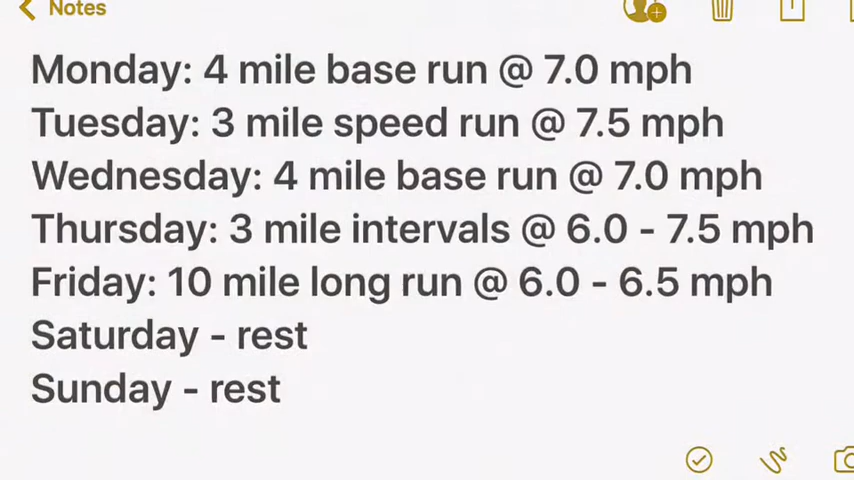 Notes
Monday: 4 mile base run @ 7.0 mph
Tuesday: 3 mile speed run @ 7.5 mph
Wednesday: 4 mile base run @ 7.0 mph
Thursday: 3 mile intervals @ 6.0 - 7.5 mph
Friday: 10 mile long run @ 6.0 - 6.5 mph
Saturday - rest
Sunday - rest